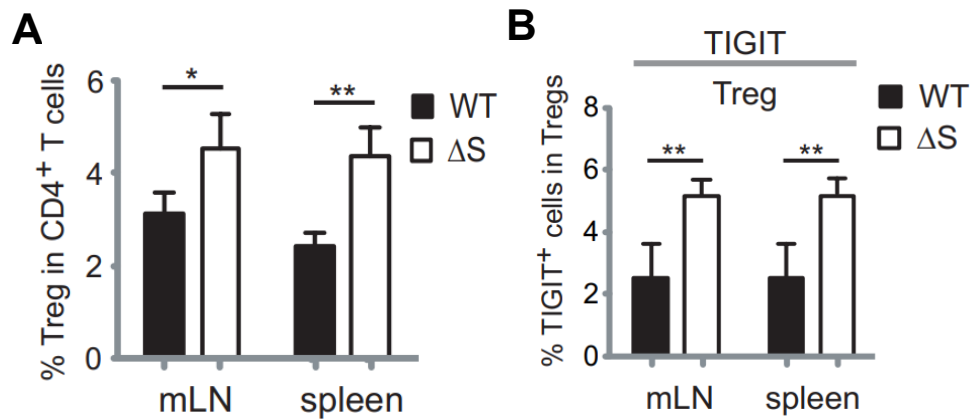 A
% Treg in CD4+ T cells
6
4
2
0
*
**
WT
ΔS
mLN
spleen
B
TIGIT
Treg
% TIGIT+ cells in Tregs
8
6
4
2
0
**
**
WT
ΔS
mLN
spleen